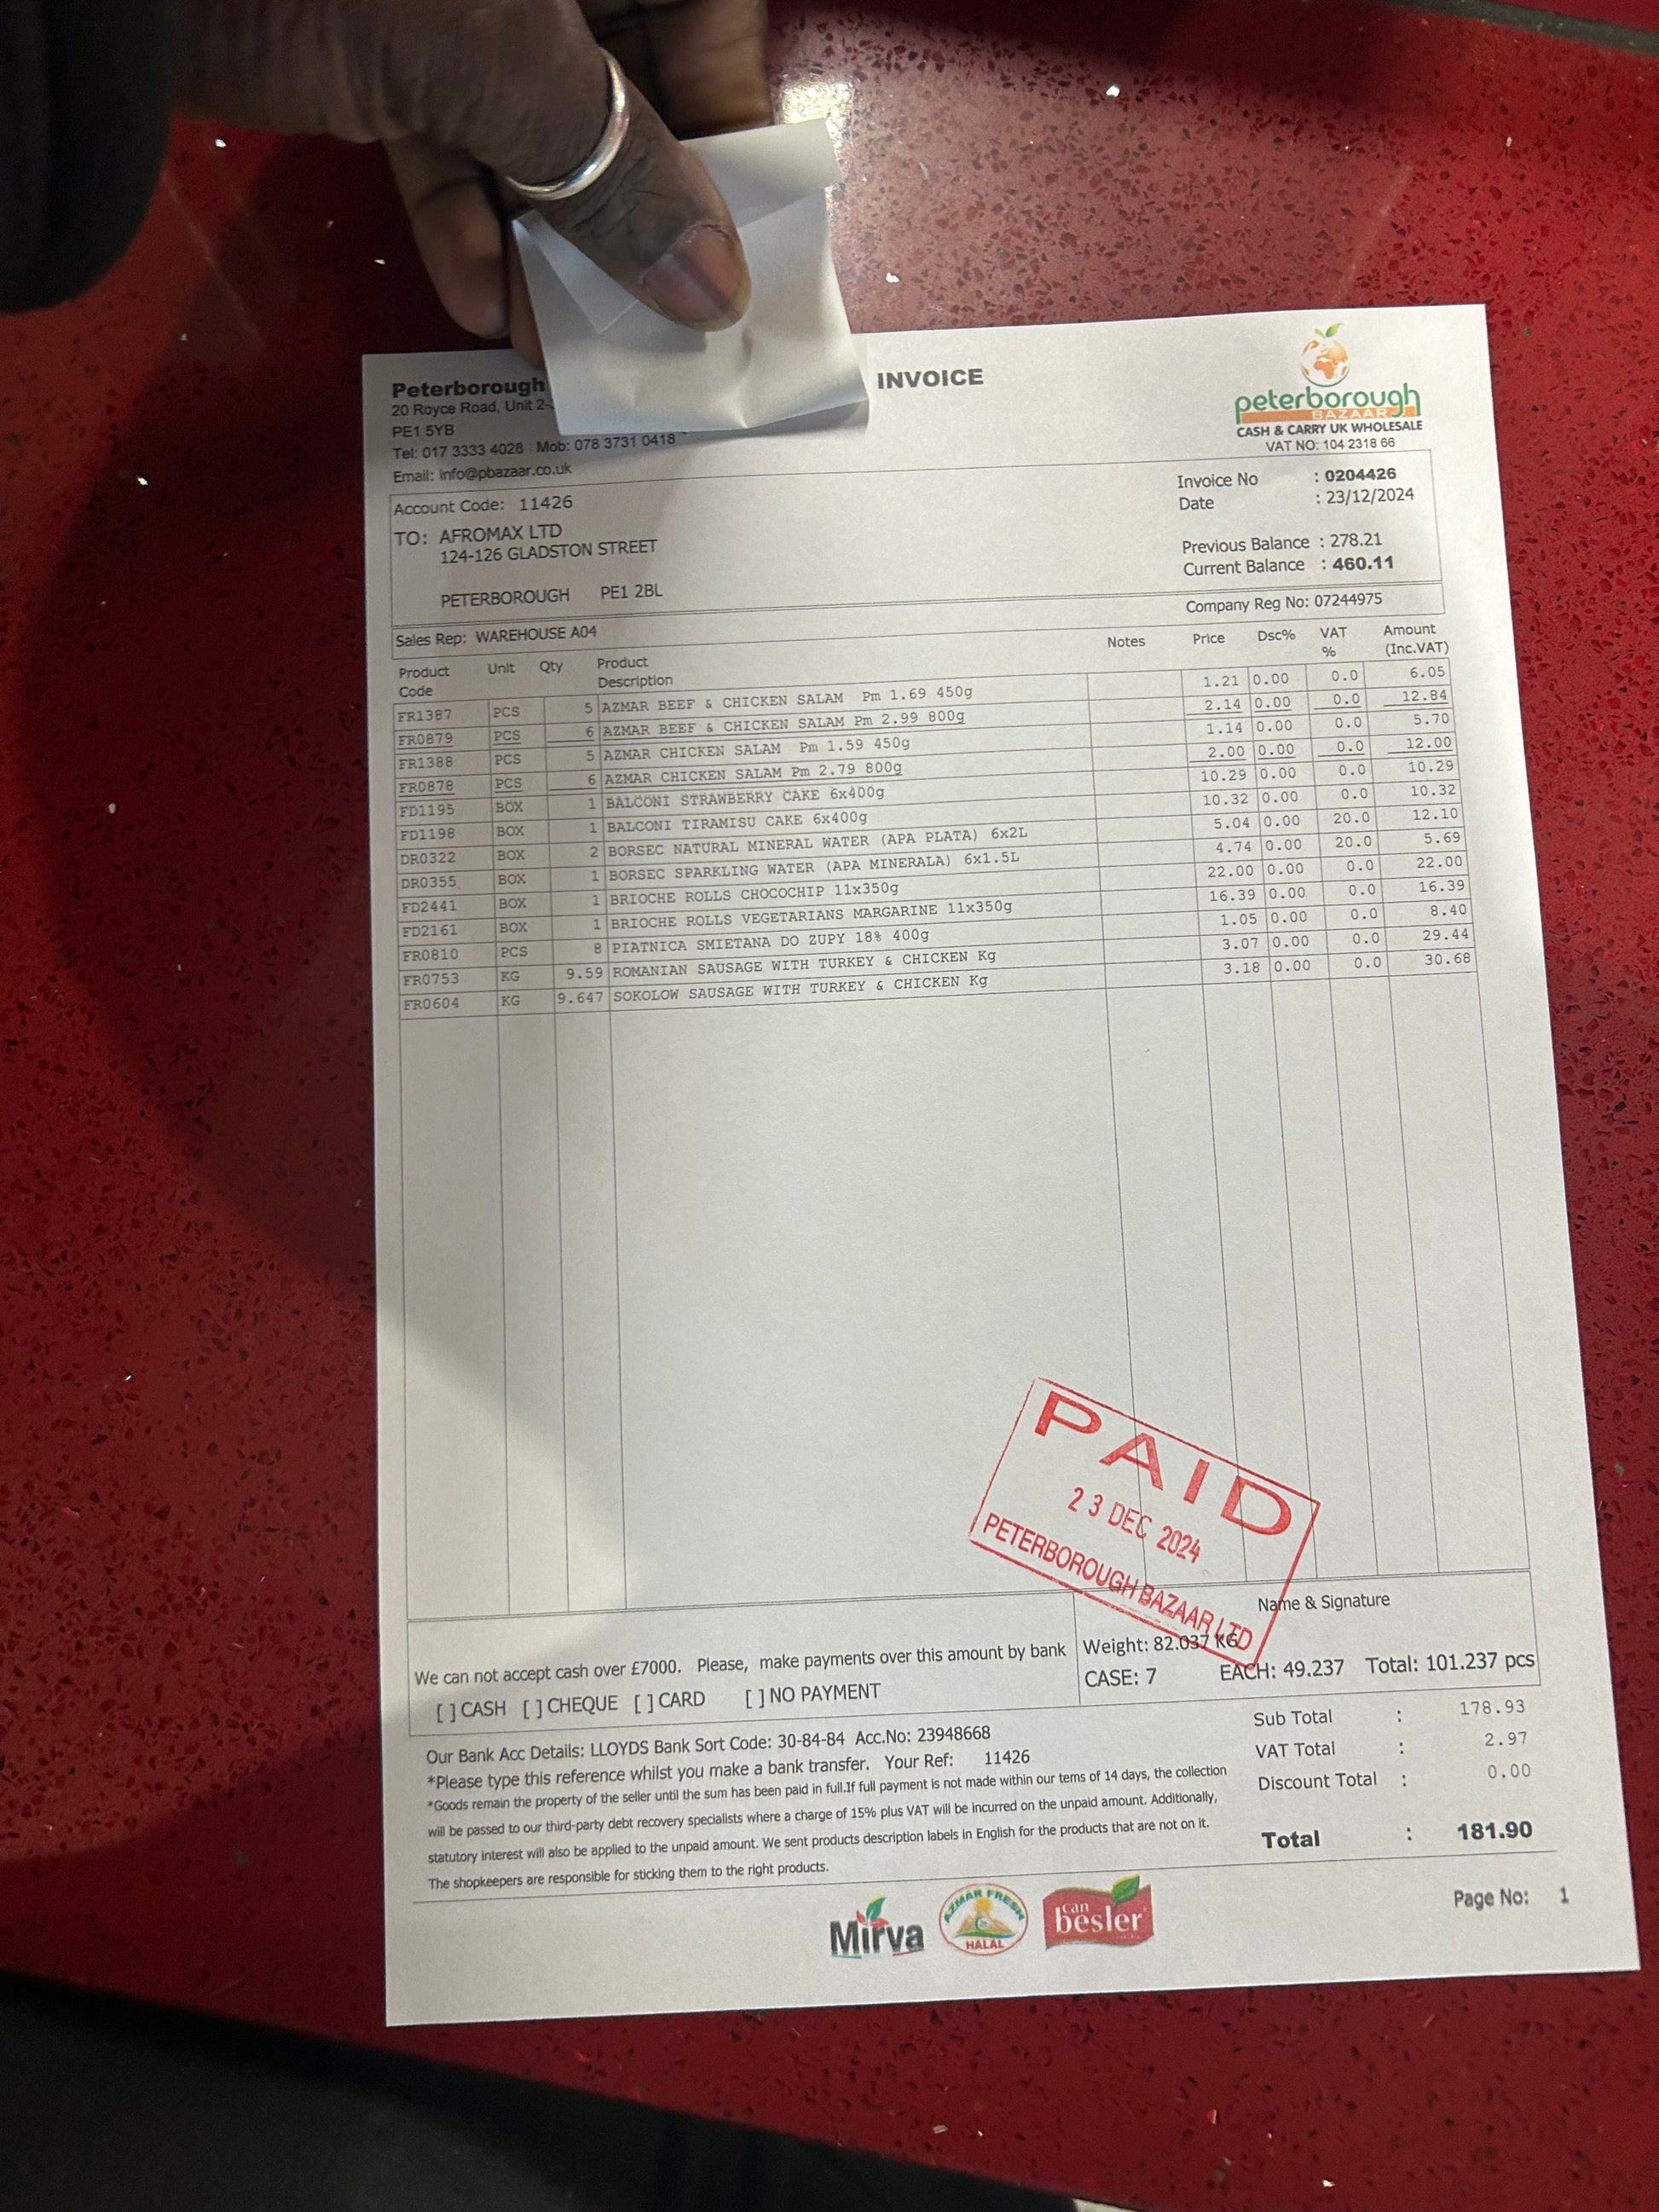 Peterborough
INVOICE
20 Royce Road, Unit 2-
PE1 5YB
Tel: 017 3333 4028 Mob: 078 3731 0418
Email: info@pbazaar.co.uk
peterborough
BAZAAR
CASH & CARRY UK WHOLESALE
VAT NO: 104 2318 66
Account Code: 11426
TO: AFROMAX LTD
124-126 GLADSTON STREET
PETERBOROUGH PE1 2BL
Invoice No : 0204426
Date : 23/12/2024
Previous Balance : 278.21
Current Balance : 460.11
Company Reg No: 07244975
Sales Rep: WAREHOUSE A04
Product Code Unit Qty Product Description Notes Price Dsc% VAT % Amount (Inc.VAT)
FR1387 PCS 5 AZMAR BEEF & CHICKEN SALAM Pm 1.69 450g 1.21 0.00 0.0 6.05
FR0879 PCS 6 AZMAR BEEF & CHICKEN SALAM Pm 2.99 800g 2.14 0.00 0.0 12.84
FR1388 PCS 5 AZMAR CHICKEN SALAM Pm 1.59 450g 1.14 0.00 0.0 5.70
FR0878 PCS 6 AZMAR CHICKEN SALAM Pm 2.79 800g 2.00 0.00 0.0 12.00
FD1195 BOX 1 BALCONI STRAWBERRY CAKE 6x400g 10.29 0.00 0.0 10.29
FD1198 BOX 1 BALCONI TIRAMISU CAKE 6x400g 10.32 0.00 0.0 10.32
DR0322 BOX 2 BORSEC NATURAL MINERAL WATER (APA PLATA) 6x2L 5.04 0.00 20.0 12.10
DR0355 BOX 1 BORSEC SPARKLING WATER (APA MINERALA) 6x1.5L 4.74 0.00 20.0 5.69
FD2441 BOX 1 BRIOCHE ROLLS CHOCOCHIP 11x350g 22.00 0.00 0.0 22.00
FD2161 BOX 1 BRIOCHE ROLLS VEGETARIANS MARGARINE 11x350g 16.39 0.00 0.0 16.39
FR0810 PCS 8 PIATNICA SMIETANA DO ZUPY 18% 400g 1.05 0.00 0.0 8.40
FR0753 KG 9.59 ROMANIAN SAUSAGE WITH TURKEY & CHICKEN Kg 3.07 0.00 0.0 29.44
FR0604 KG 9.647 SOKOLOW SAUSAGE WITH TURKEY & CHICKEN Kg 3.18 0.00 0.0 30.68
PAID
23 DEC 2024
PETERBOROUGH BAZAAR LTD
Name & Signature
We can not accept cash over £7000. Please, make payments over this amount by bank
[ ] CASH [ ] CHEQUE [ ] CARD [ ] NO PAYMENT
Weight: 82.037 KG
CASE: 7 EACH: 49.237 Total: 101.237 pcs
Our Bank Acc Details: LLOYDS Bank Sort Code: 30-84-84 Acc.No: 23948668
*Please type this reference whilst you make a bank transfer. Your Ref: 11426
*Goods remain the property of the seller until the sum has been paid in full.If full payment is not made within our tems of 14 days, the collection
will be passed to our third-party debt recovery specialists where a charge of 15% plus VAT will be incurred on the unpaid amount. Additionally,
statutory interest will also be applied to the unpaid amount. We sent products description labels in English for the products that are not on it.
The shopkeepers are responsible for sticking them to the right products.
Sub Total : 178.93
VAT Total : 2.97
Discount Total : 0.00
Total : 181.90
Mirva
AZMAR FRESH
HALAL
can
besler
Page No: 1